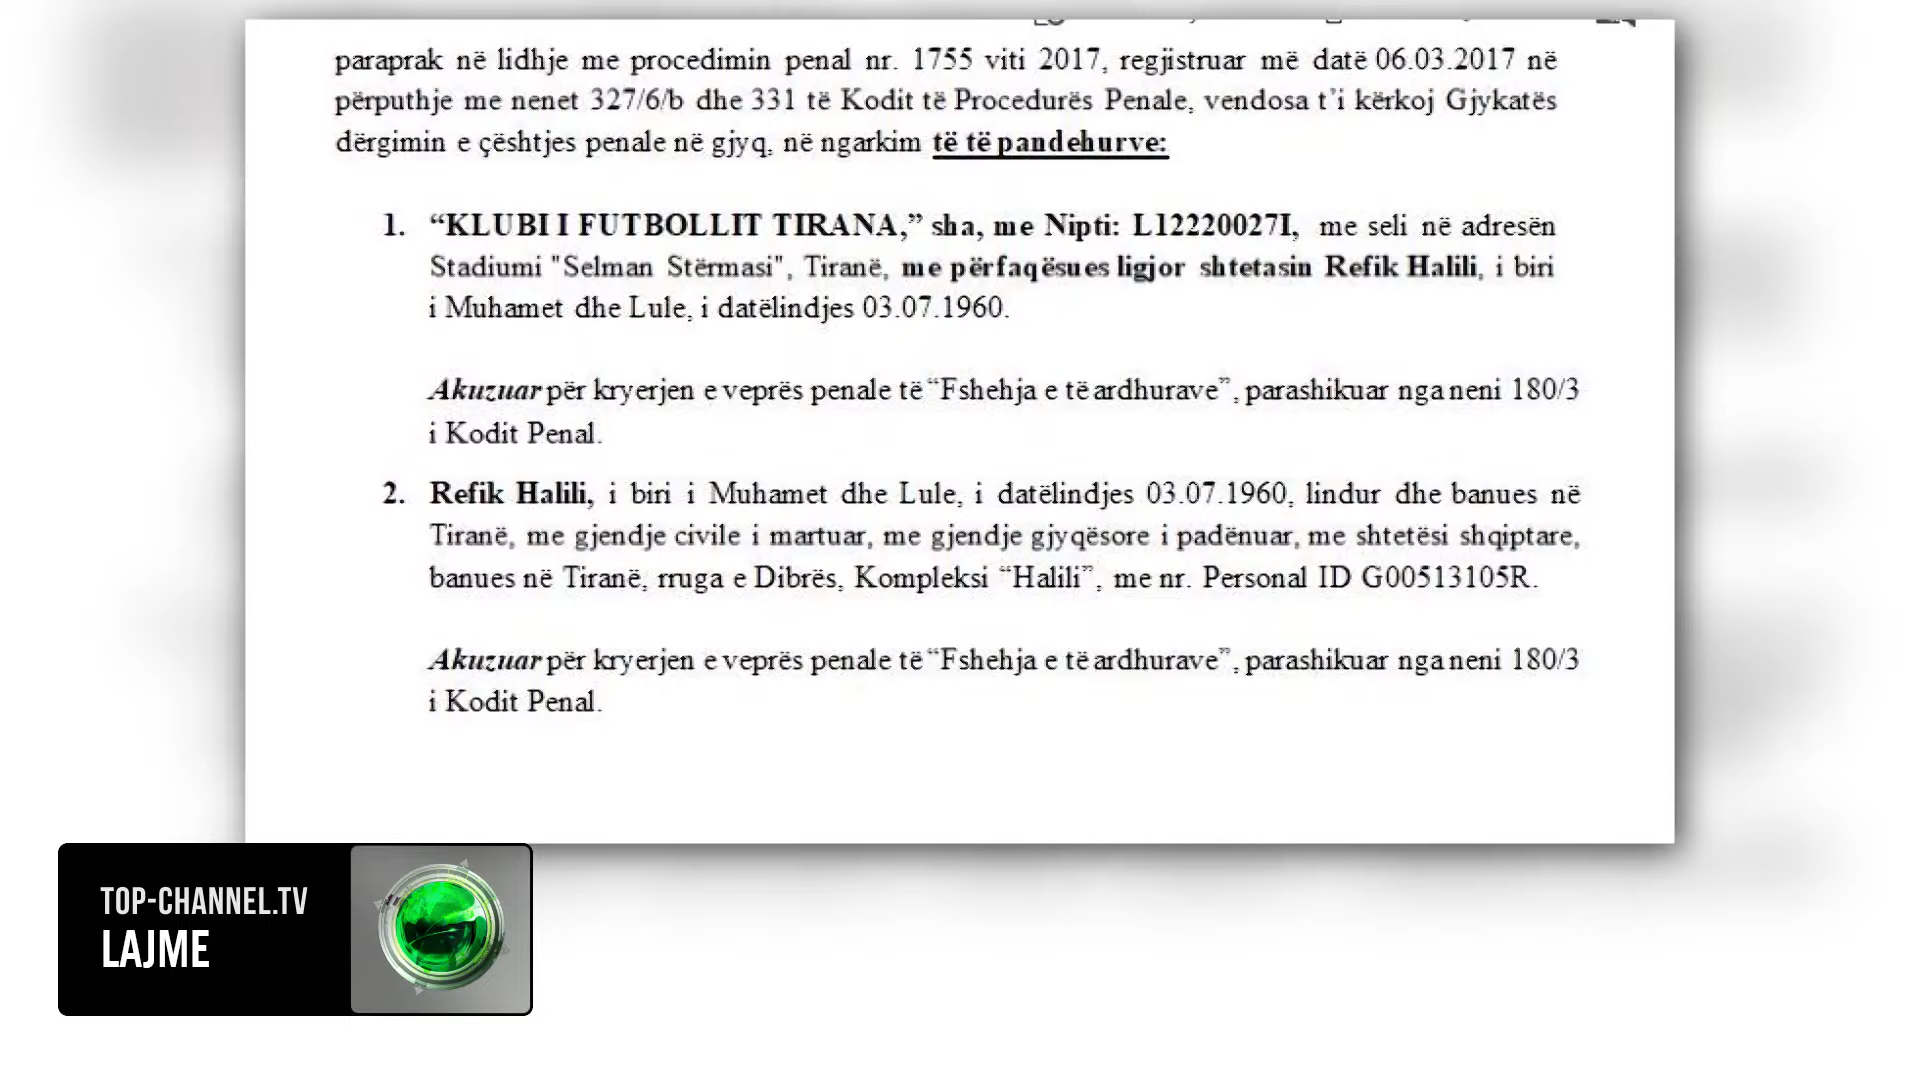 paraprak në lidhje me procedimin penal nr. 1755 viti 2017, regjistruar më datë 06.03.2017 në
përputhje me nenet 327/6/b dhe 331 të Kodit të Procedurës Penale, vendosa t'i kërkoj Gjykatës
dërgimin e çështjes penale në gjyq, në ngarkim të të pandehurve:
1. “KLUBI I FUTBOLLIT TIRANA,” sha, me Nipti: L12220027I, me seli në adresën
Stadiumi "Selman Stërmasi", Tiranë, me përfaqësues ligjor shtetasin Refik Halili, i biri
i Muhamet dhe Lule, i datëlindjes 03.07.1960.
Akuzuar për kryerjen e veprës penale të “Fshehja e të ardhurave”, parashikuar nga neni 180/3
i Kodit Penal.
2. Refik Halili, i biri i Muhamet dhe Lule, i datëlindjes 03.07.1960, lindur dhe banues në
Tiranë, me gjendje civile i martuar, me gjendje gjyqësore i padënuar, me shtetësi shqiptare,
banues në Tiranë, rruga e Dibrës, Kompleksi “Halili”, me nr. Personal ID G00513105R.
Akuzuar për kryerjen e veprës penale të “Fshehja e të ardhurave”, parashikuar nga neni 180/3
i Kodit Penal.
TOP-CHANNEL.TV
LAJME